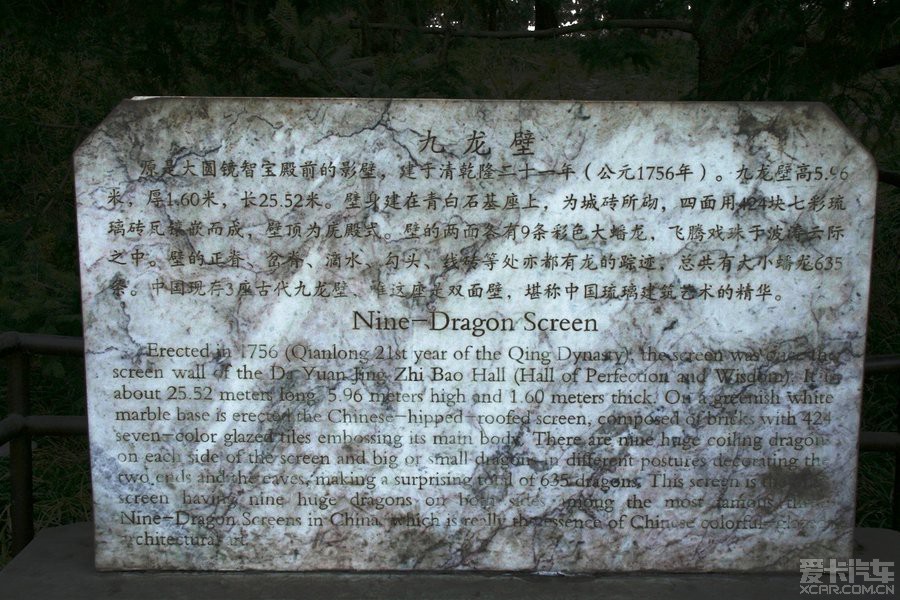 九龙壁
原是大圆镜智宝殿前的影壁，建于清乾隆二十一年（公元1756年）。九龙壁高5.96
米，厚1.60米，长25.52米。壁身建在青白石基座上，为城砖所砌，四面用424块七彩琉
璃砖瓦镶嵌而成，壁顶为庑殿式。壁的两面各有9条彩色大蟠龙，飞腾戏珠于波涛云际
之中。壁的正脊、岔脊、滴水、勾头、线砖等处亦都有龙的踪迹，总共有大小蟠龙635
条。中国现存3座古代九龙壁，唯这座是双面壁，堪称中国琉璃建筑艺术的精华。
Nine-Dragon Screen
Erected in 1756 (Qianlong 21st year of the Qing Dynasty), the screen was once the
screen wall of the Da Yuan Jing Zhi Bao Hall (Hall of Perfection and Wisdom). It is
about 25.52 meters long, 5.96 meters high and 1.60 meters thick. On a greenish white
marble base is erected the Chinese-hipped-roofed screen, composed of bricks with 424
seven-color glazed tiles embossing its main body. There are nine huge coiling dragons
on each side of the screen and big or small dragons in different postures decorating the
two ends and the eaves, making a surprising total of 635 dragons. This screen is the
screen having nine huge dragons on both sides among the most famous three
Nine-Dragon Screens in China, which is really the essence of Chinese colorful
architectural art.
爱卡汽车
XCAR.COM.CN